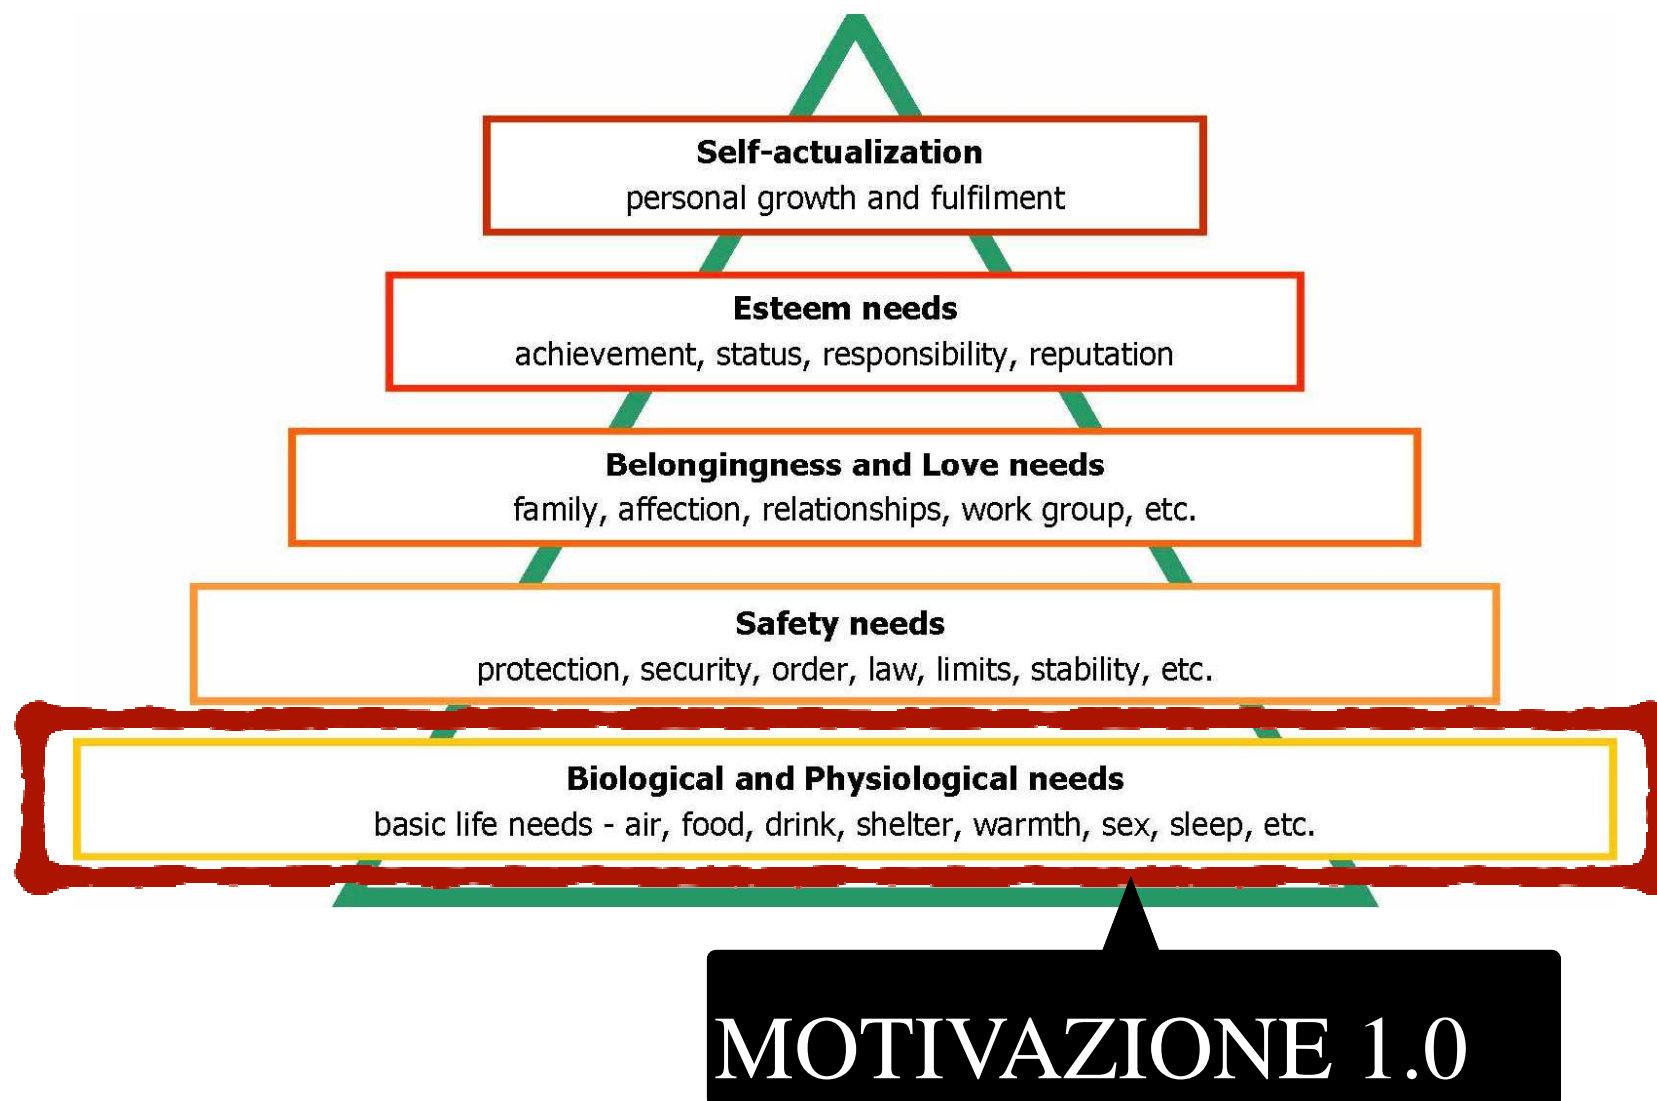 Self-actualization
personal growth and fulfilment
Esteem needs
achievement, status, responsibility, reputation
Belongingness and Love needs
family, affection, relationships, work group, etc.
Safety needs
protection, security, order, law, limits, stability, etc.
Biological and Physiological needs
basic life needs - air, food, drink, shelter, warmth, sex, sleep, etc.
MOTIVAZIONE 1.0